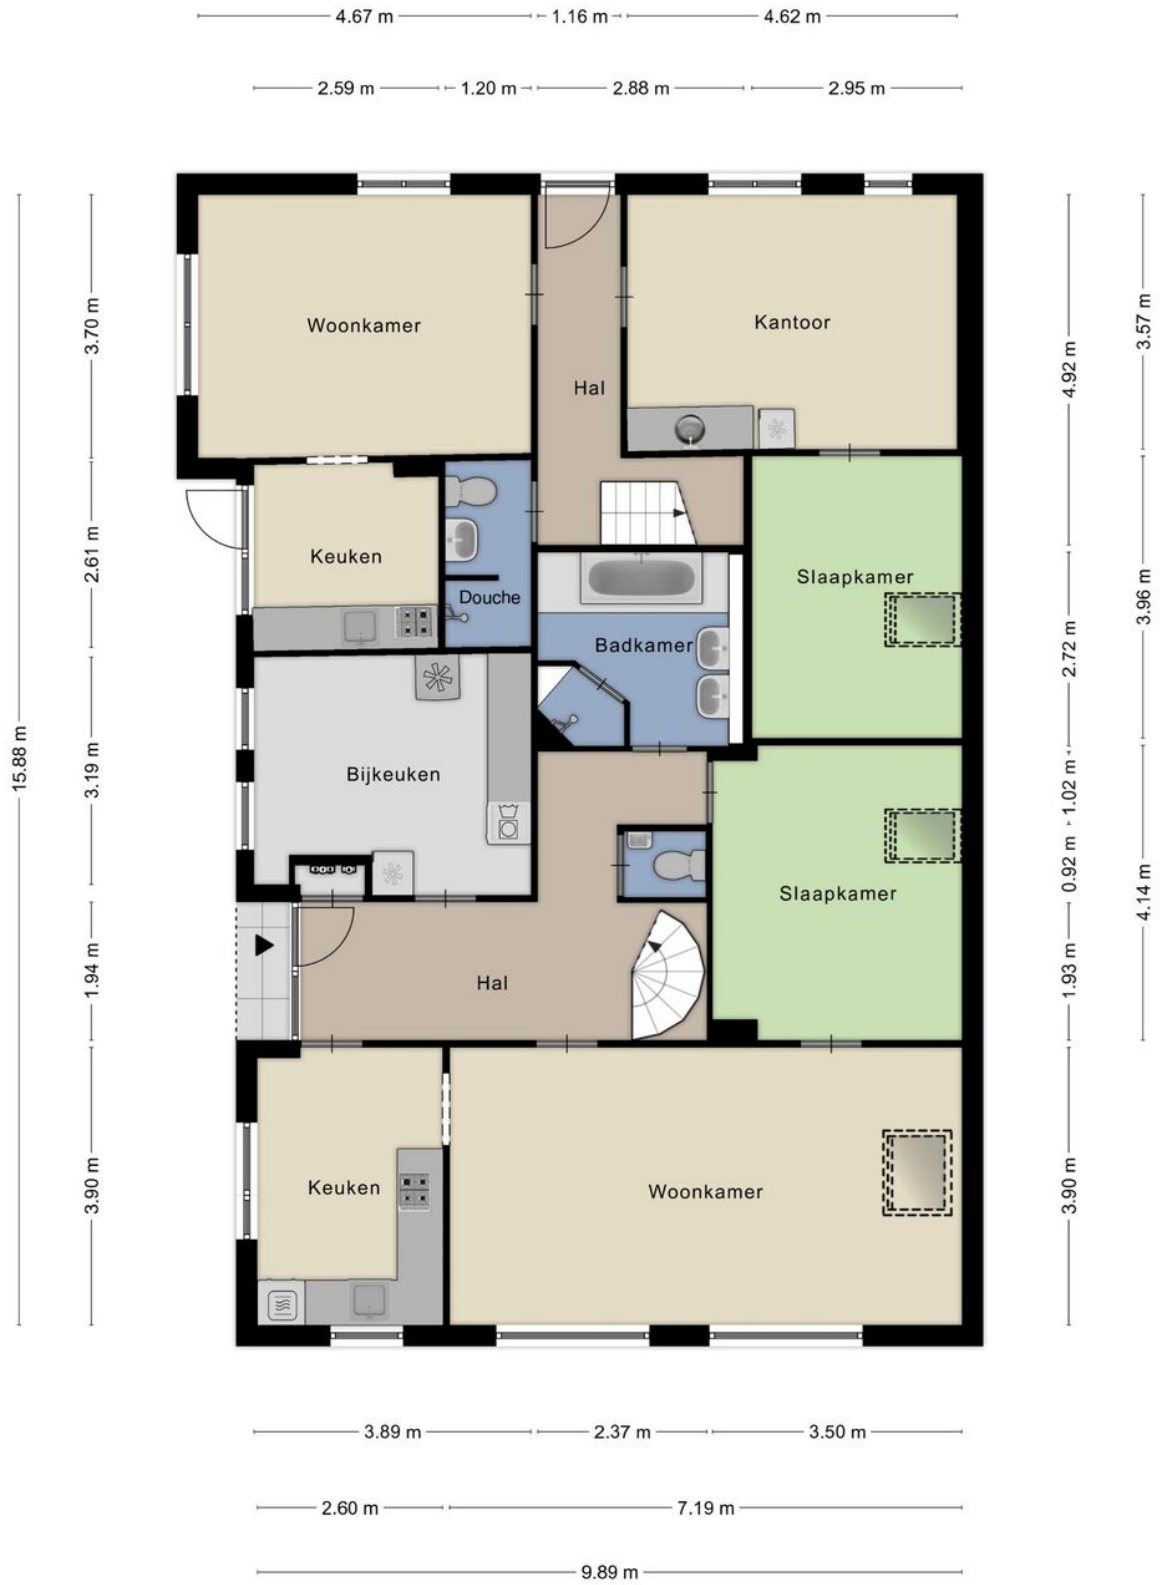 4.67 m 1.16 m 4.62 m
2.59 m 1.20 m 2.88 m 2.95 m
Woonkamer
Kantoor
Hal
3.70 m
4.92 m
3.57 m
Keuken
Douche
2.61 m
Slaapkamer
Badkamer
2.72 m
3.96 m
15.88 m
3.19 m
Bijkeuken
1.02 m
0.92 m
Slaapkamer
4.14 m
1.94 m
Hal
1.93 m
Keuken
Woonkamer
3.90 m
3.90 m
3.89 m 2.37 m 3.50 m
2.60 m 7.19 m
9.89 m